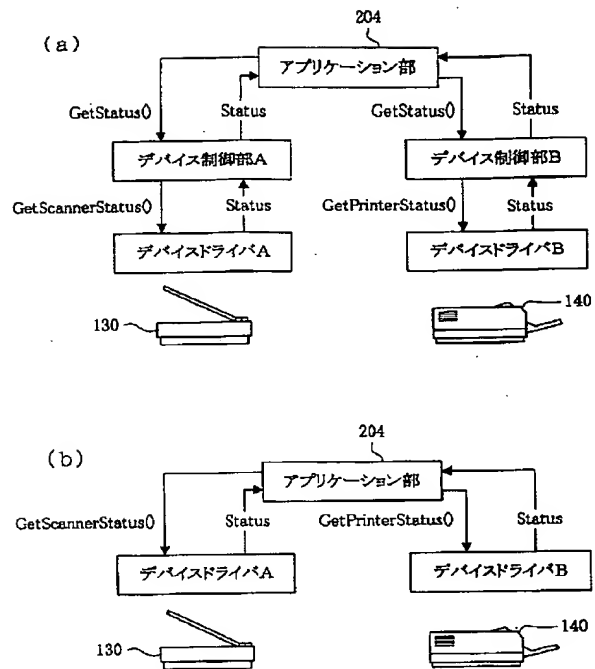 (a)
204
アプリケーション部
GetStatus()
Status
GetStatus()
Status
デバイス制御部A
デバイス制御部B
GetScannerStatus()
Status
GetPrinterStatus()
Status
デバイスドライバA
デバイスドライバB
130
140
(b)
204
アプリケーション部
GetScannerStatus()
Status
GetPrinterStatus()
Status
デバイスドライバA
デバイスドライバB
130
140